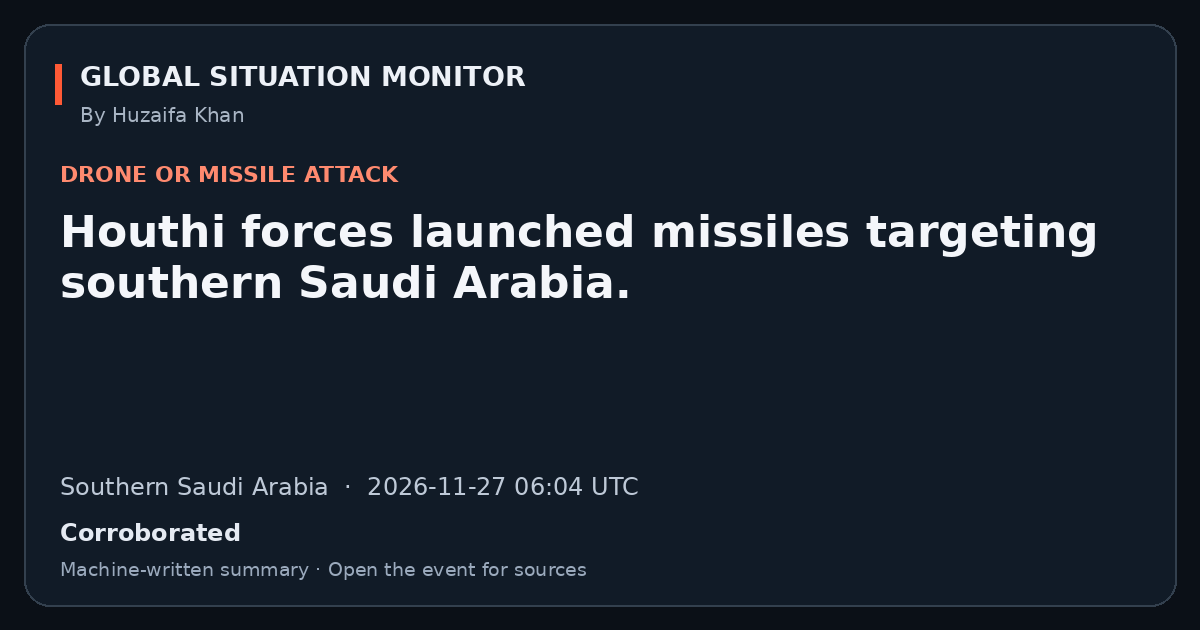 GLOBAL SITUATION MONITOR
By Huzaifa Khan
DRONE OR MISSILE ATTACK
Houthi forces launched missiles targeting
southern Saudi Arabia.
Southern Saudi Arabia · 2026-11-27 06:04 UTC
Corroborated
Machine-written summary · Open the event for sources